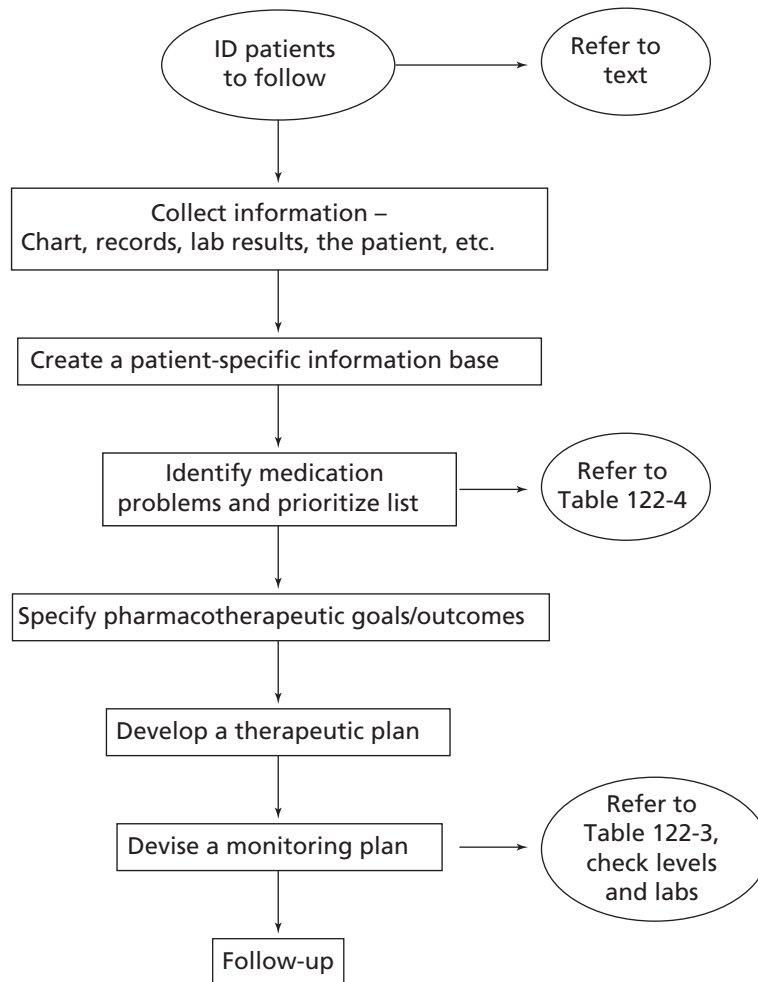 ID patients
to follow
Refer to
text
Collect information –
Chart, records, lab results, the patient, etc.
Create a patient-specific information base
Identify medication
problems and prioritize list
Refer to
Table 122-4
Specify pharmacotherapeutic goals/outcomes
Develop a therapeutic plan
Devise a monitoring plan
Refer to
Table 122-3,
check levels
and labs
Follow-up